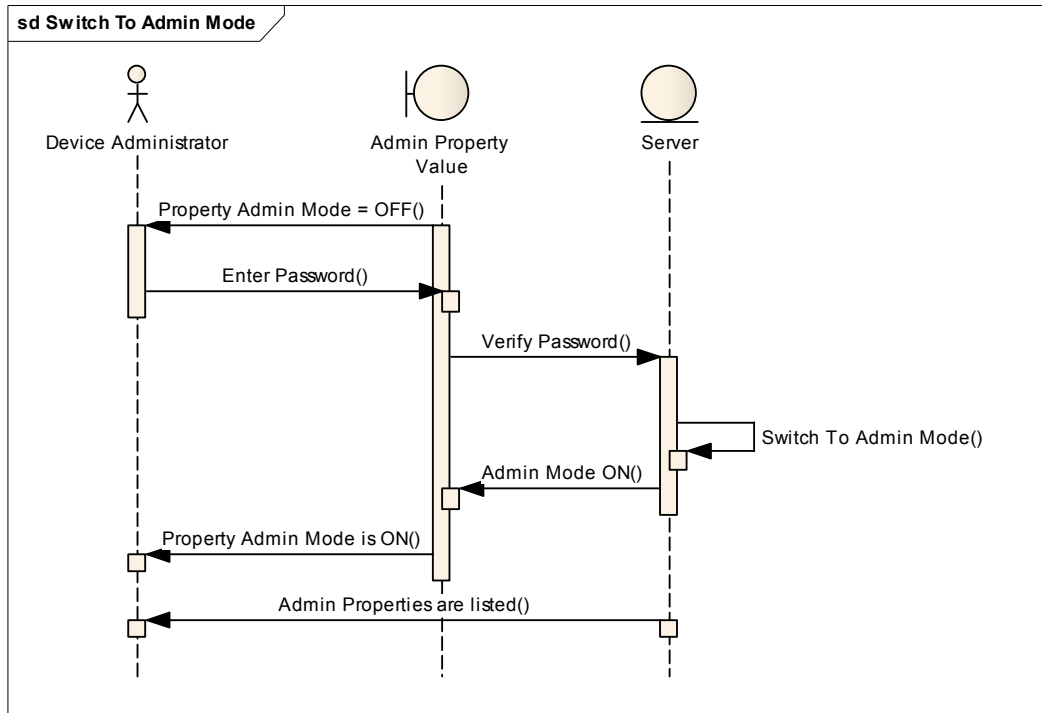 sd Switch To Admin Mode
Device Administrator
Admin Property
Value
Server
Property Admin Mode = OFF()
Enter Password()
Verify Password()
Switch To Admin Mode()
Admin Mode ON()
Property Admin Mode is ON()
Admin Properties are listed()